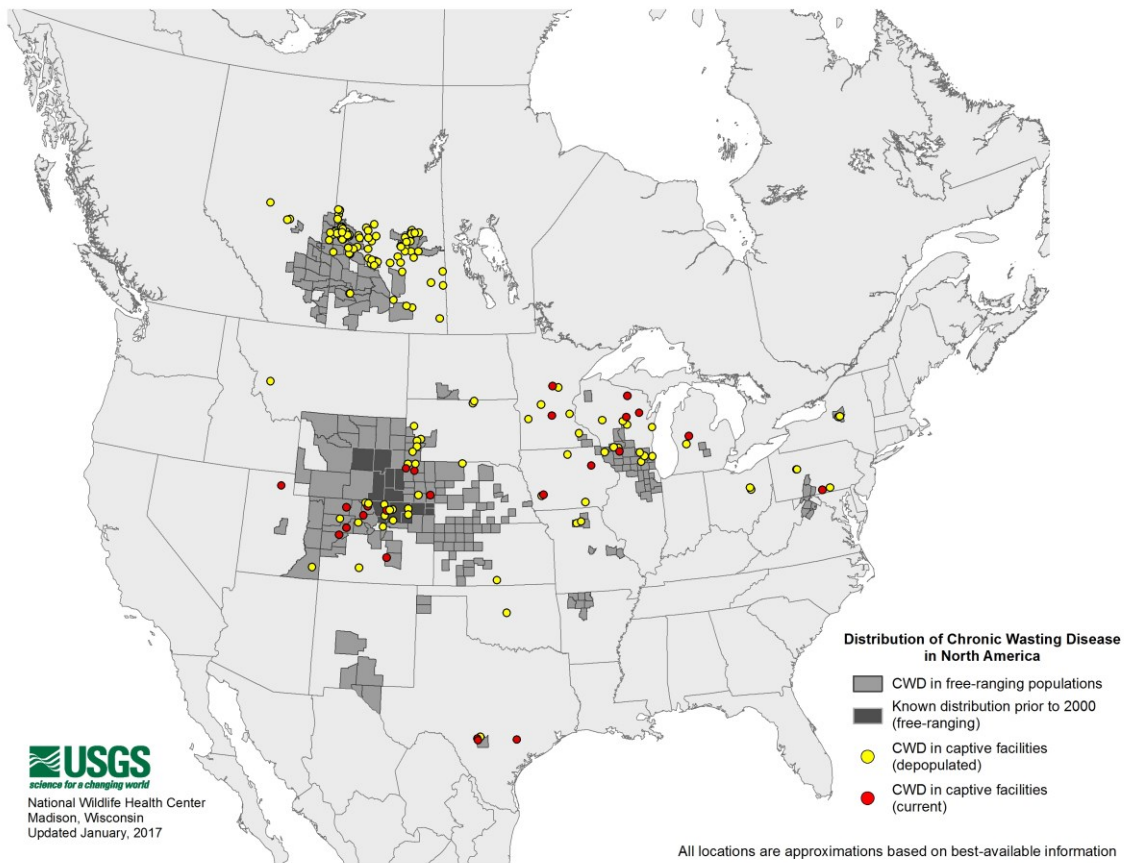 Distribution of Chronic Wasting Disease
in North America
CWD in free-ranging populations
Known distribution prior to 2000
(free-ranging)
CWD in captive facilities
(depopulated)
CWD in captive facilities
(current)
USGS
science for a changing world
National Wildlife Health Center
Madison, Wisconsin
Updated January, 2017
All locations are approximations based on best-available information